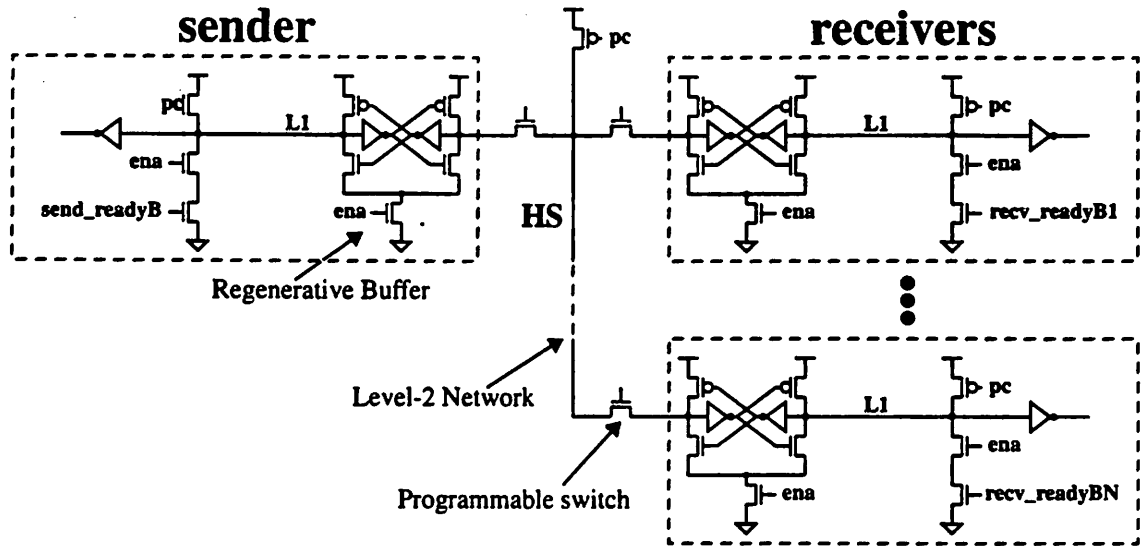 sender
receivers
pc
pc
L1
ena
send_readyB
ena
HS
Regenerative Buffer
L1
pc
ena
ena
recv_readyB1
Level-2 Network
Programmable switch
L1
pc
ena
ena
recv_readyBN